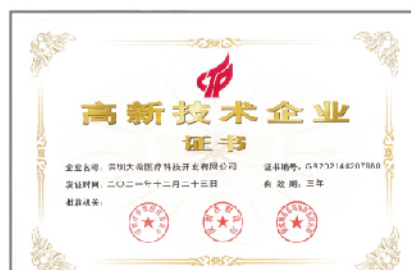 高新技术企业
证书
企业名称：深圳大微医疗科技开发有限公司 证书编号：GR202144207880
发证时间：二〇二一年十二月二十三日 有效期：三年
批准机关：